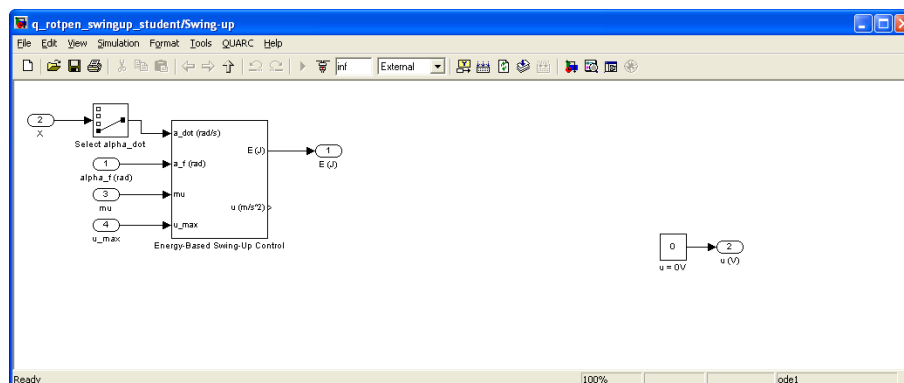 q_rotpen_swingup_student/Swing-up
File Edit View Simulation Format Tools QUARC Help
inf External
2
X
Select alpha_dot
1
alpha_f (rad)
3
mu
4
u_max
a_dot (rad/s)
a_f (rad)
mu
u_max
E (J)
u (m/s^2)
Energy-Based Swing-Up Control
1
E (J)
0
u = 0V
2
u (V)
Ready 100% ode1